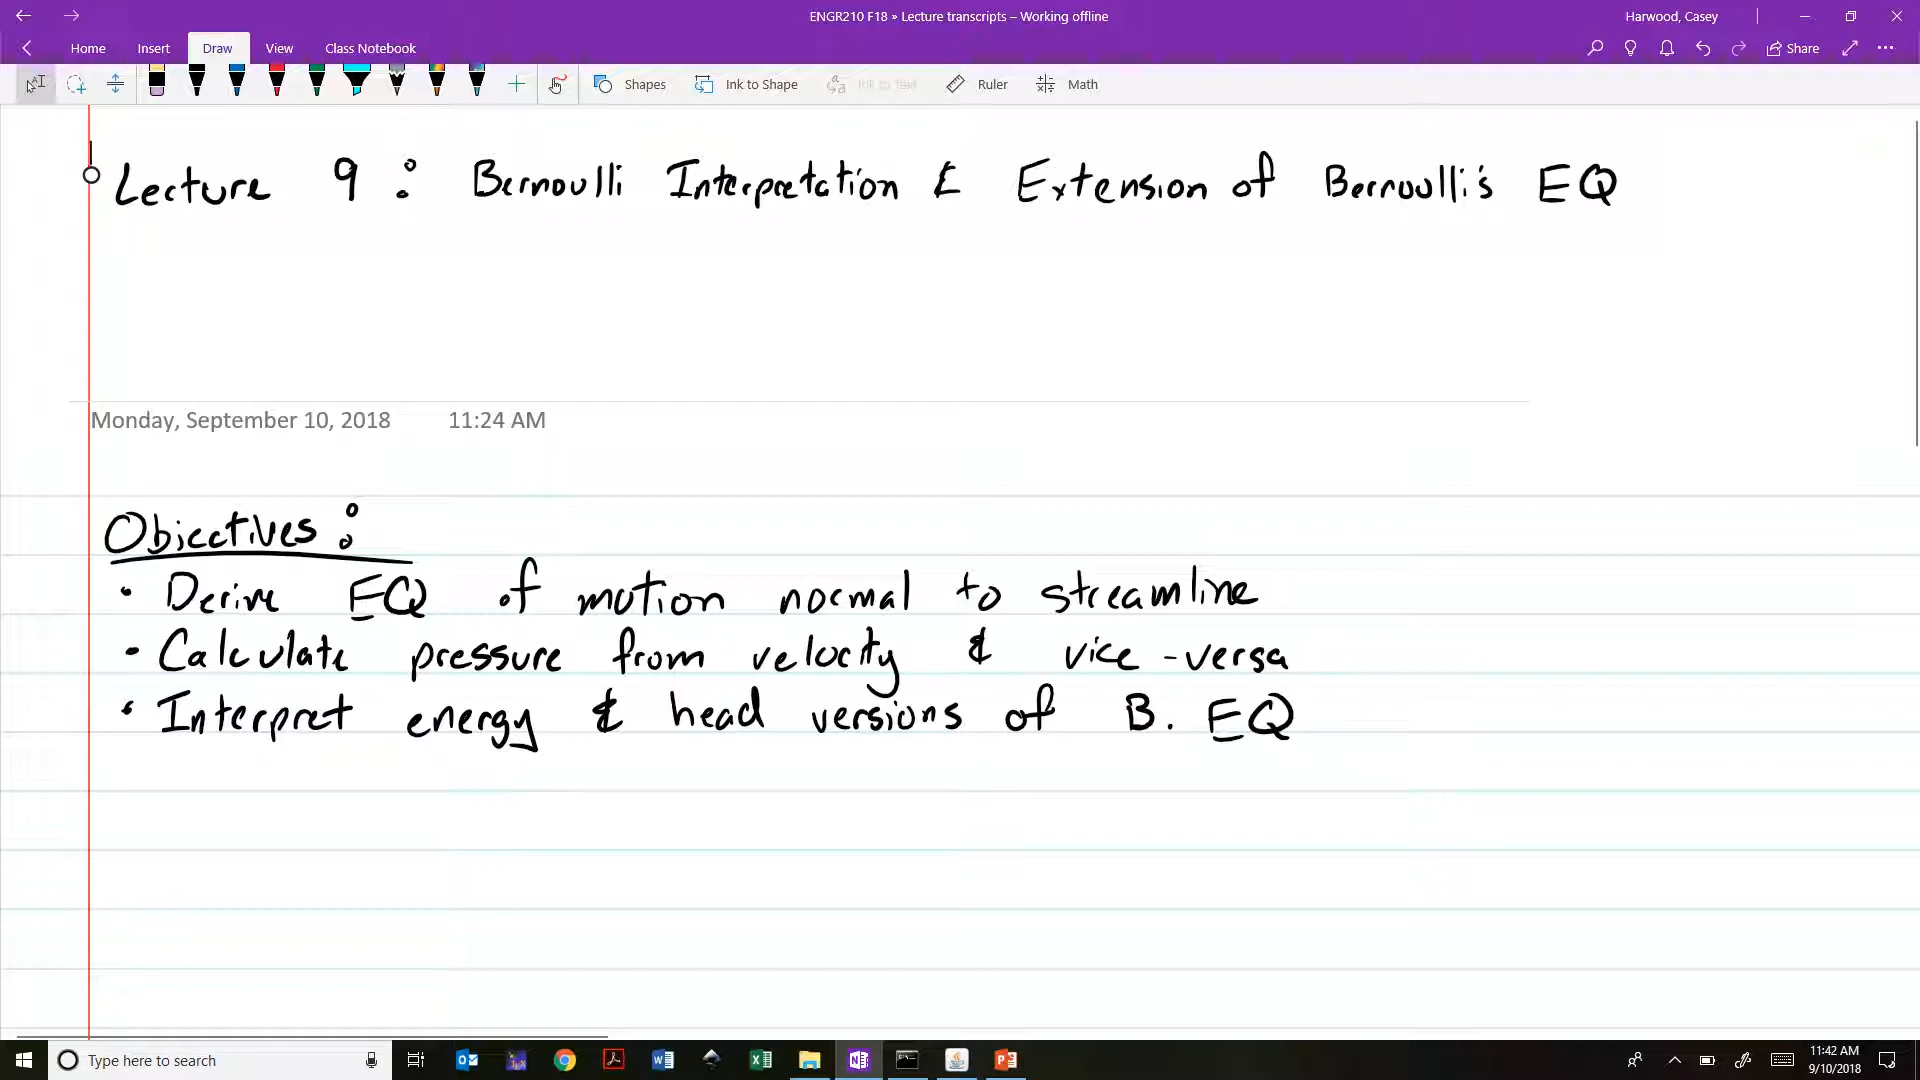 ENGR210 F18 » Lecture transcripts – Working offline
Harwood, Casey
Home Insert Draw View Class Notebook
Share
Shapes Ink to Shape Ink to Text Ruler Math
Lecture 9 : Bernoulli Interpretation & Extension of Bernoulli's EQ
Monday, September 10, 2018 11:24 AM
Objectives :
• Derive EQ of motion normal to streamline
• Calculate pressure from velocity & vice-versa
• Interpret energy & head versions of B. EQ
Type here to search
11:42 AM
9/10/2018